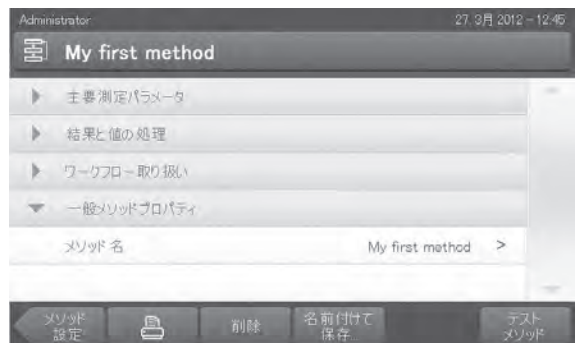 Administrator
27. 3月 2012 - 12:45
My first method
主要測定パラメータ
結果と値の処理
ワークフロー取り扱い
一般メソッドプロパティ
メソッド 名
My first method >
メソッド
設定
削除
名前付けて
保存...
テスト
メソッド